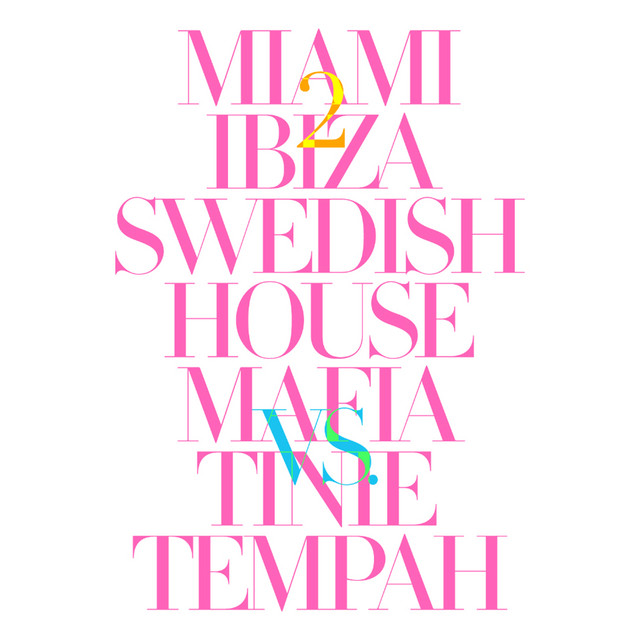 MIAMI
2
IBIZA
SWEDISH
HOUSE
MAFIA
VS.
TINIE
TEMPAH